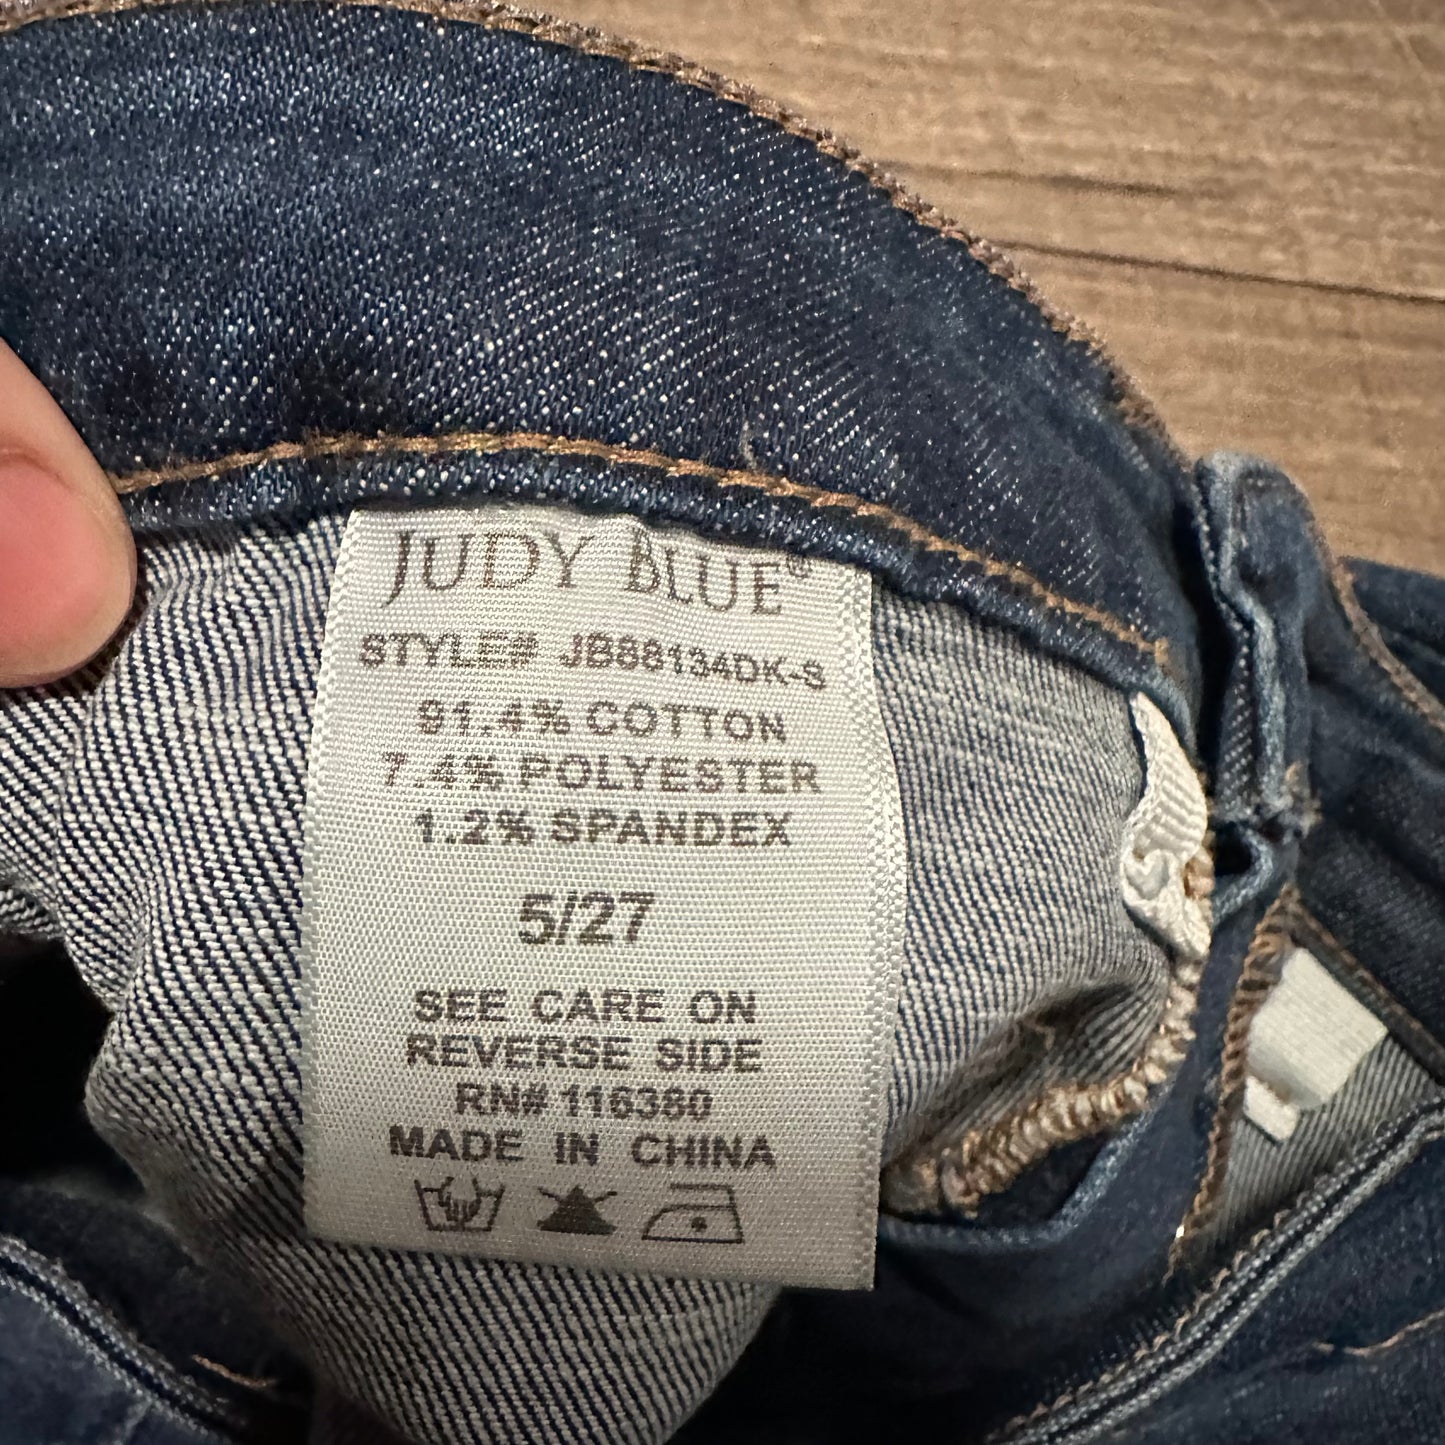 JUDY BLUE®
STYLE# JB88134DK-S
91.4% COTTON
7.4% POLYESTER
1.2% SPANDEX
5/27
SEE CARE ON
REVERSE SIDE
RN# 116380
MADE IN CHINA